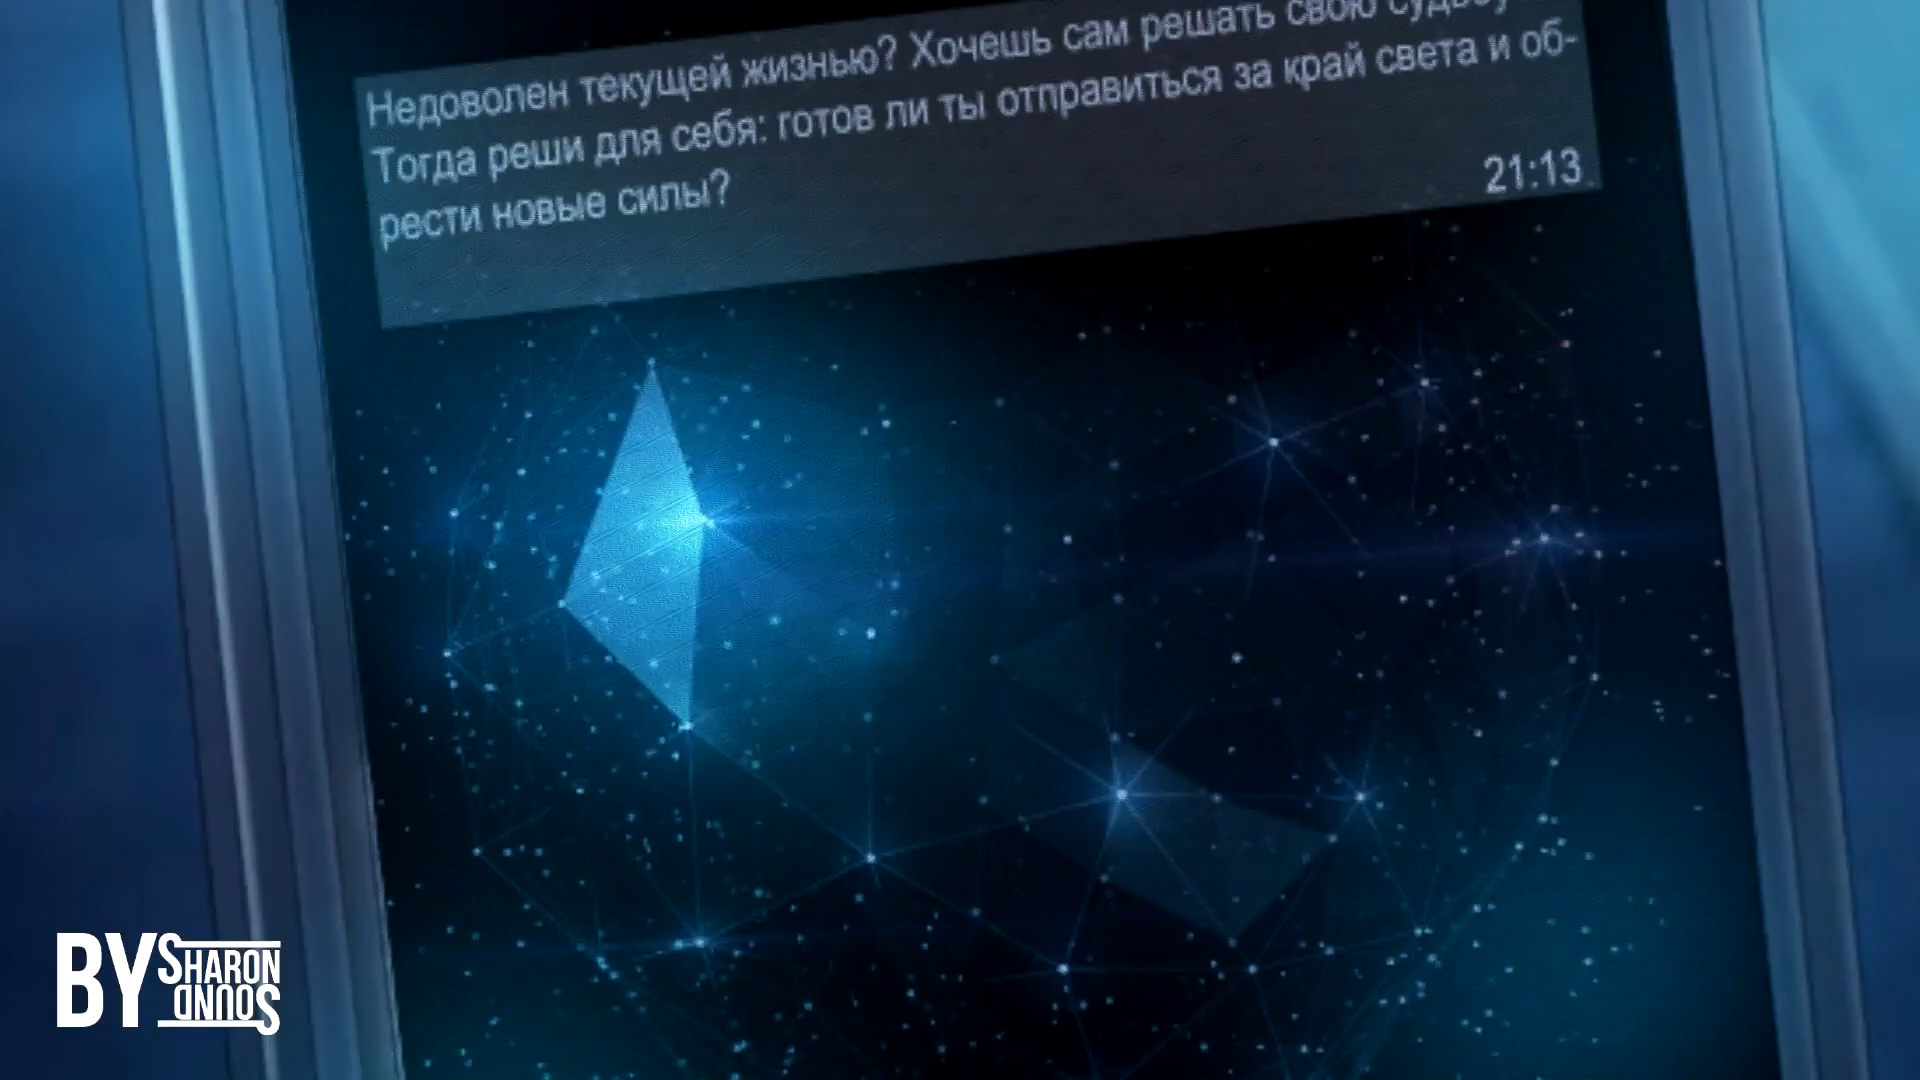 Недоволен текущей жизнью? Хочешь сам решать свою судьбу
Тогда реши для себя: готов ли ты отправиться за край света и об-
рести новые силы?
21:13
BY SHARON
SOUND